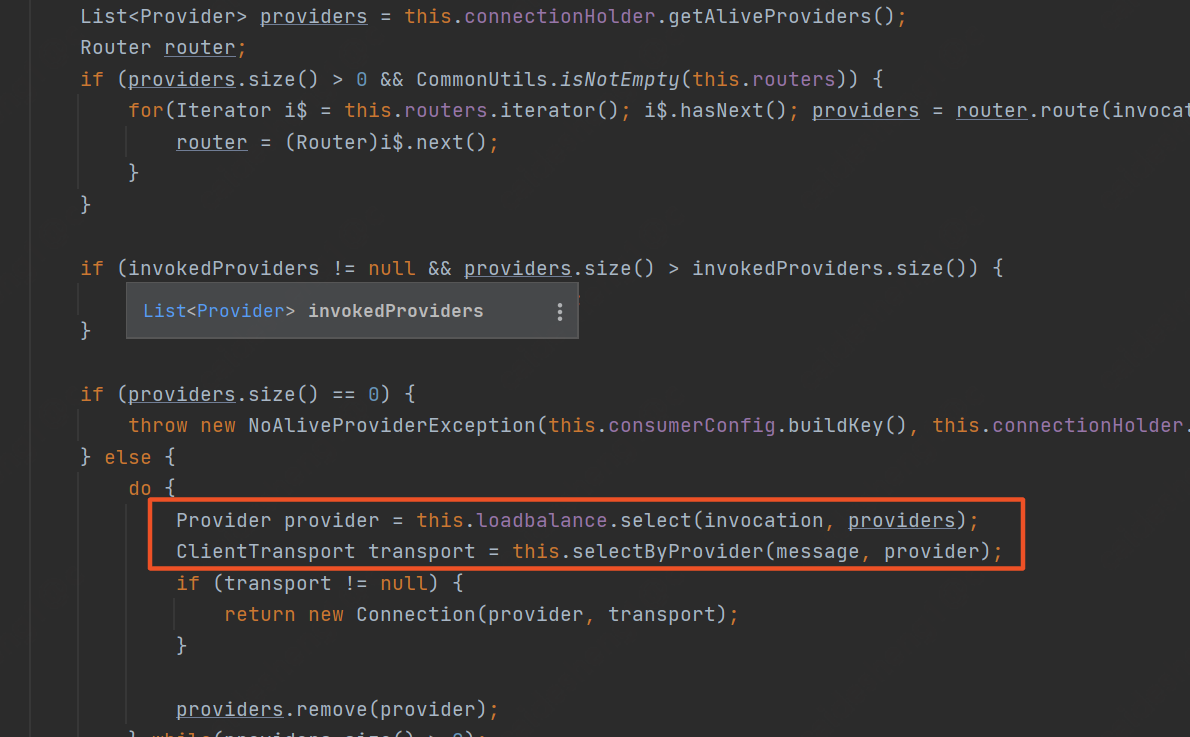 List<Provider> providers = this.connectionHolder.getAliveProviders();
Router router;
if (providers.size() > 0 && CommonUtils.isNotEmpty(this.routers)) {
for(Iterator i$ = this.routers.iterator(); i$.hasNext(); providers = router.route(invocat
router = (Router)i$.next();
}
}
if (invokedProviders != null && providers.size() > invokedProviders.size()) {
List<Provider> invokedProviders
}
if (providers.size() == 0) {
throw new NoAliveProviderException(this.consumerConfig.buildKey(), this.connectionHolder.
} else {
do {
Provider provider = this.loadbalance.select(invocation, providers);
ClientTransport transport = this.selectByProvider(message, provider);
if (transport != null) {
return new Connection(provider, transport);
}
providers.remove(provider);
} while(providers.size() > 0);